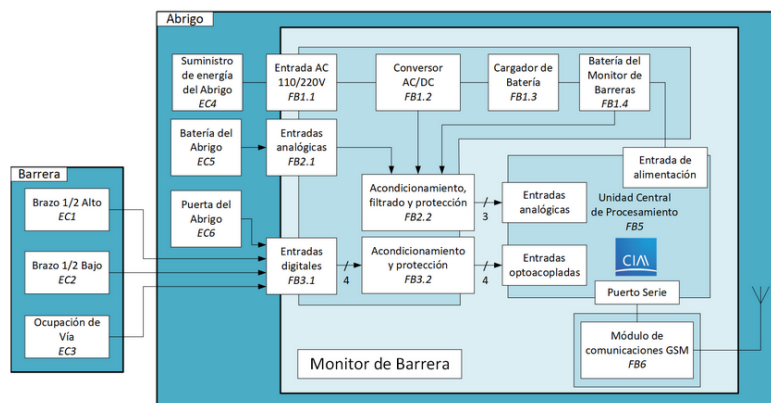 Abrigo
Suministro
de energía
del Abrigo
EC4
Entrada AC
110/220V
FB1.1
Conversor
AC/DC
FB1.2
Cargador de
Batería
FB1.3
Batería del
Monitor de
Barreras
FB1.4
Batería del
Abrigo
EC5
Entradas
analógicas
FB2.1
Entrada de
alimentación
Barrera
Brazo 1/2 Alto
EC1
Puerta del
Abrigo
EC6
Acondicionamiento,
filtrado y protección
FB2.2
3
Entradas
analógicas
Unidad Central
de Procesamiento
FB5
Brazo 1/2 Bajo
EC2
Entradas
digitales
FB3.1
4
Acondicionamiento
y protección
FB3.2
4
Entradas
optoacopladas
CIAA
Puerto Serie
Ocupación de
Vía
EC3
Monitor de Barrera
Módulo de
comunicaciones GSM
FB6